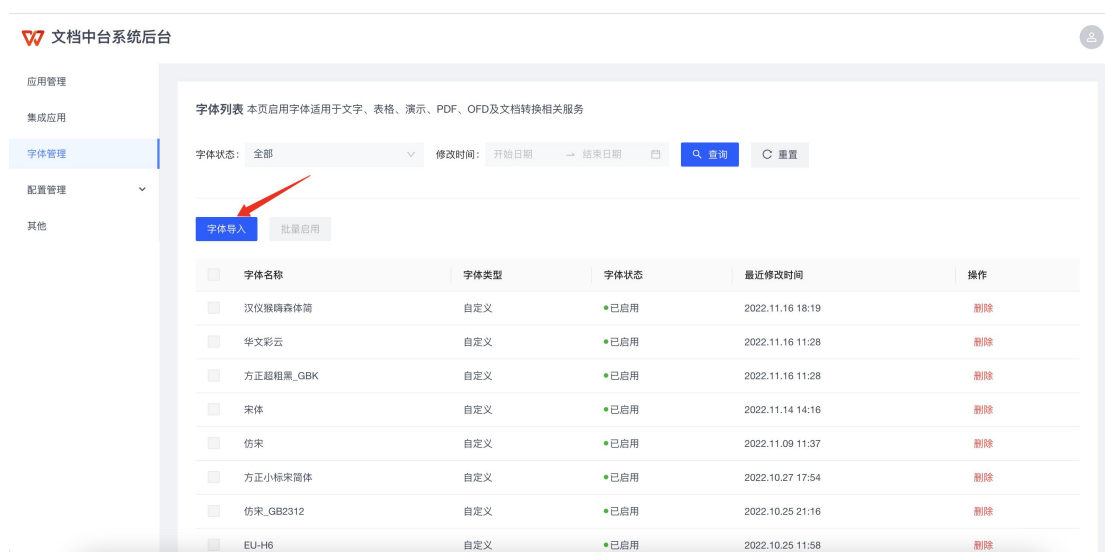 文档中台系统后台
应用管理
集成应用
字体管理
配置管理
其他
字体列表 本页启用字体适用于文字、表格、演示、PDF、OFD及文档转换相关服务
字体状态: 全部 修改时间: 开始日期 → 结束日期 查询 重置
字体导入 批量启用
字体名称 字体类型 字体状态 最近修改时间 操作
汉仪猴嗨森体简 自定义 已启用 2022.11.16 18:19 删除
华文彩云 自定义 已启用 2022.11.16 11:28 删除
方正超粗黑_GBK 自定义 已启用 2022.11.16 11:28 删除
宋体 自定义 已启用 2022.11.14 14:16 删除
仿宋 自定义 已启用 2022.11.09 11:37 删除
方正小标宋简体 自定义 已启用 2022.10.27 17:54 删除
仿宋_GB2312 自定义 已启用 2022.10.25 21:16 删除
EU-H6 自定义 已启用 2022.10.25 11:58 删除